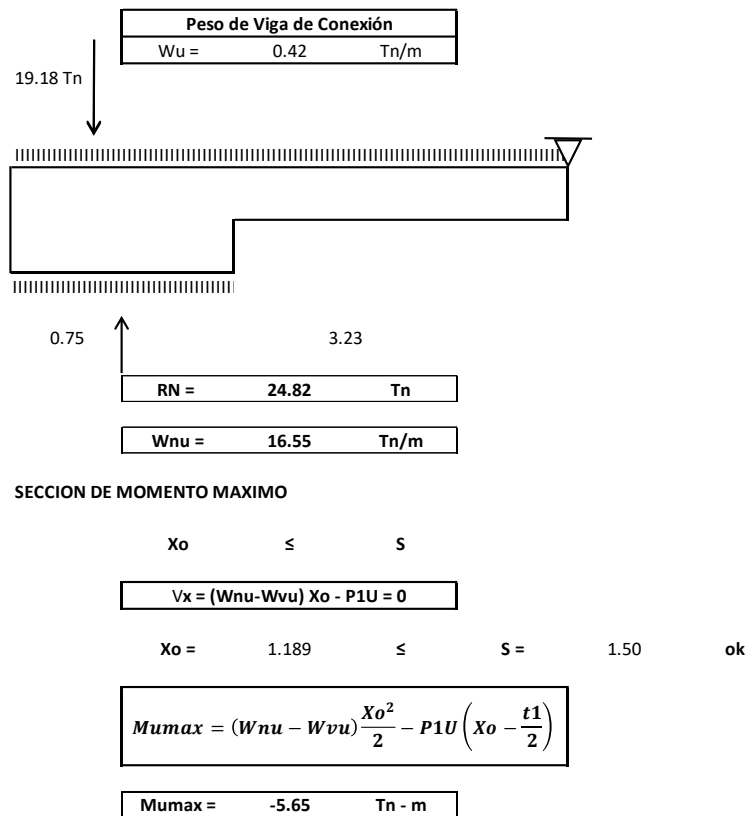 Peso de Viga de Conexión
Wu = 0.42 Tn/m
19.18 Tn
0.75 3.23
RN = 24.82 Tn
Wnu = 16.55 Tn/m
SECCION DE MOMENTO MAXIMO
Xo ≤ S
Vx = (Wnu-Wvu) Xo - P1U = 0
Xo = 1.189 ≤ S = 1.50 ok
Mumax = (Wnu − Wvu) Xo²/2 − P1U (Xo − t1/2)
Mumax = -5.65 Tn - m